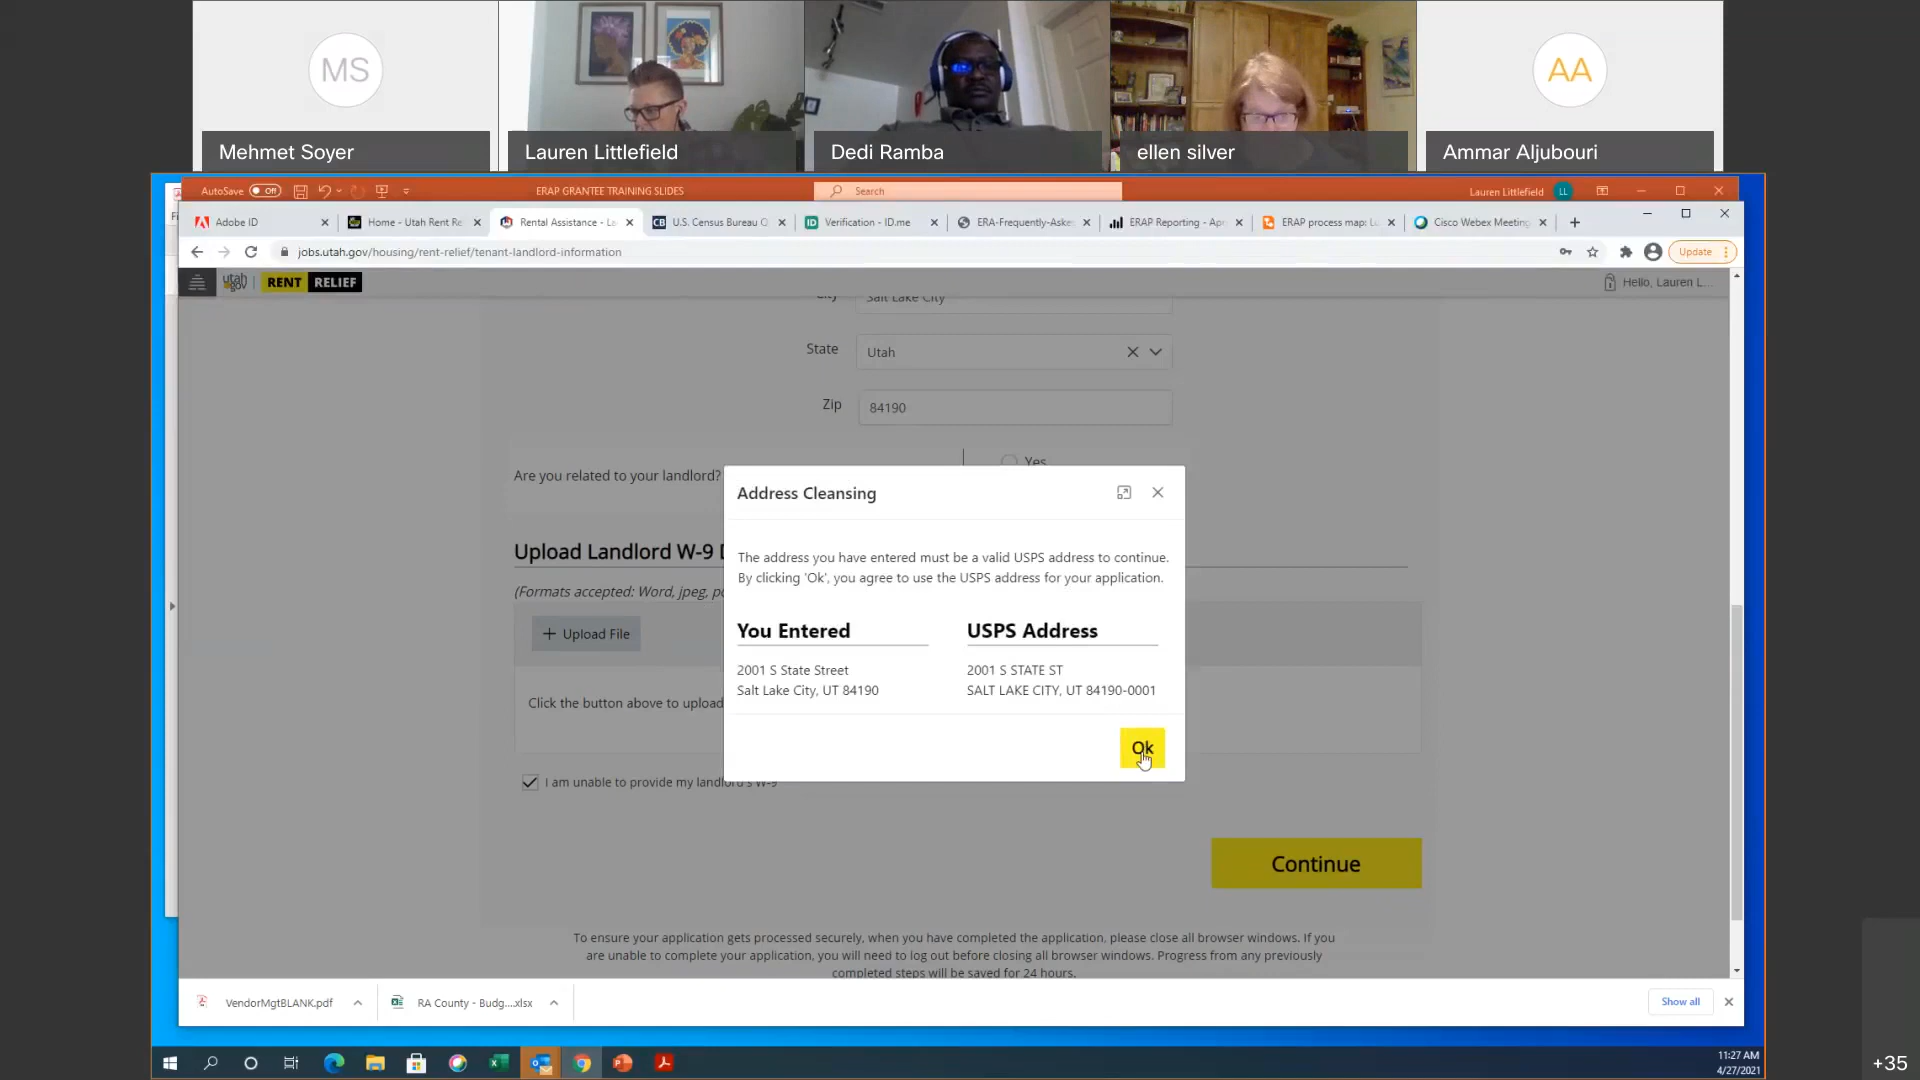 MS
AA
Mehmet Soyer
Lauren Littlefield
Dedi Ramba
ellen silver
Ammar Aljubouri
AutoSave Off
ERAP GRANTEE TRAINING SLIDES
Search
Lauren Littlefield LL
Adobe ID
Home - Utah Rent Re
Rental Assistance - La
CB U.S. Census Bureau
ID Verification - ID.me
ERA-Frequently-Aske
ERAP Reporting - Apr
ERAP process map: Lu
Cisco Webex Meeting
jobs.utah.gov/housing/rent-relief/tenant-landlord-information
Update
utah gov RENT RELIEF
Hello, Lauren L...
City
Salt Lake City
State
Utah
Zip
84190
Are you related to your landlord?
Yes
Address Cleansing
The address you have entered must be a valid USPS address to continue.
By clicking 'Ok', you agree to use the USPS address for your application.
You Entered
2001 S State Street
Salt Lake City, UT 84190
USPS Address
2001 S STATE ST
SALT LAKE CITY, UT 84190-0001
Ok
Upload Landlord W-9 D
(Formats accepted: Word, jpeg, p
+ Upload File
Click the button above to upload
I am unable to provide my landlord's W-9
Continue
To ensure your application gets processed securely, when you have completed the application, please close all browser windows. If you
are unable to complete your application, you will need to log out before closing all browser windows. Progress from any previously
completed steps will be saved for 24 hours.
VendorMgtBLANK.pdf
RA County - Budg....xlsx
Show all
11:27 AM
4/27/2021
+35